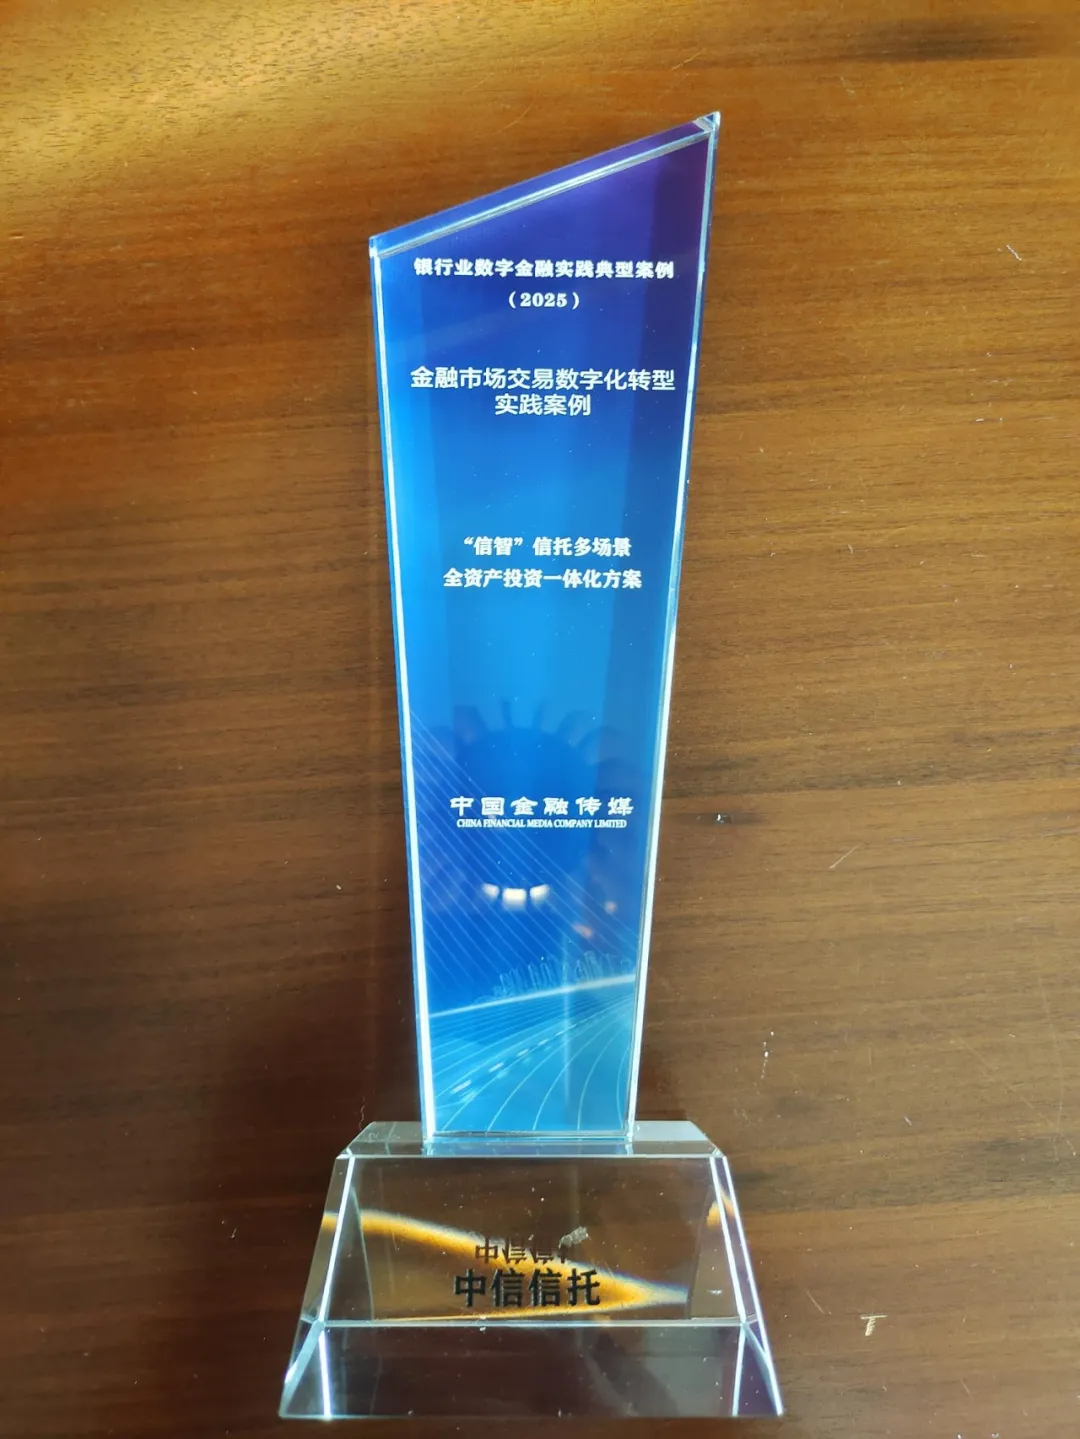 银行业数字金融实践典型案例
（2025）
金融市场交易数字化转型
实践案例
“信智”信托多场景
全资产投资一体化方案
中国金融传媒
CHINA FINANCIAL MEDIA COMPANY LIMITED
中信信托